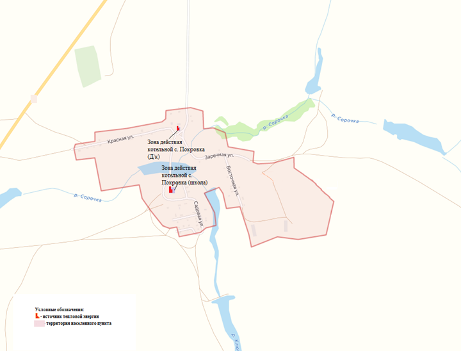 р. Сорочка
р. Сорочка
Красная ул.
Зона действия
котельной с. Покровка
(Д/с)
Заречная ул.
Зона действия
котельной с.
Покровка (школа)
Восточная ул.
р. Сорочка
Садовая ул.
Условные обозначения:
- источник тепловой энергии
- территория населенного пункта